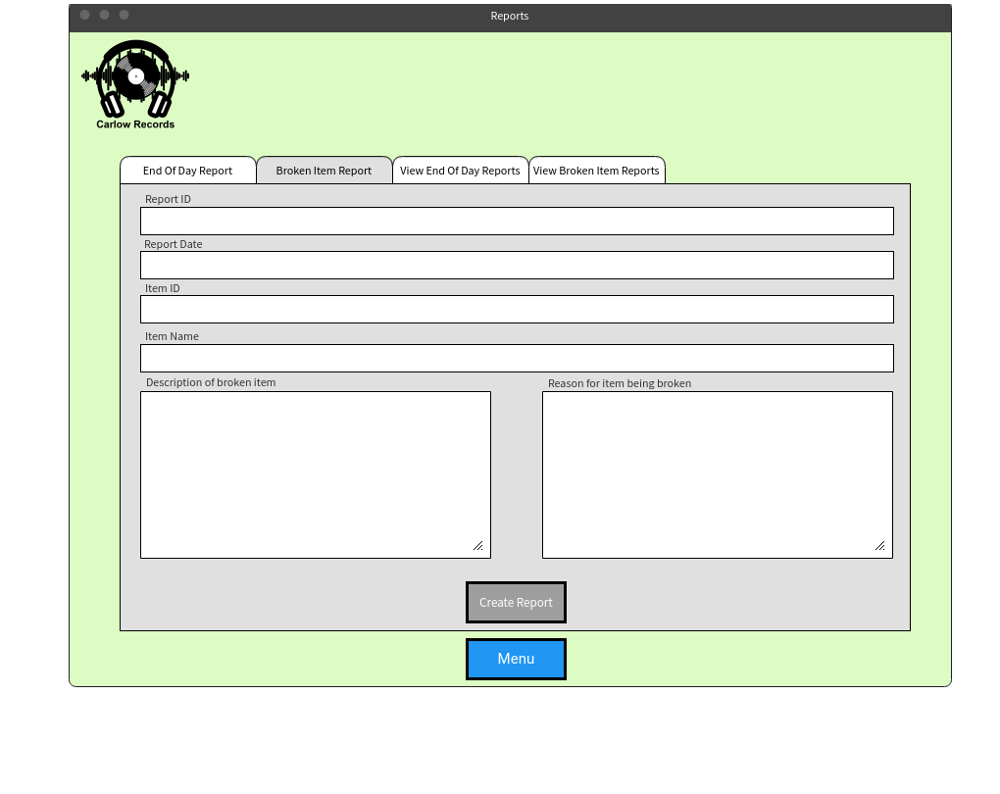 Reports
Carlow Records
End Of Day Report
Broken Item Report
View End Of Day Reports
View Broken Item Reports
Report ID
Report Date
Item ID
Item Name
Description of broken item
Reason for item being broken
Create Report
Menu